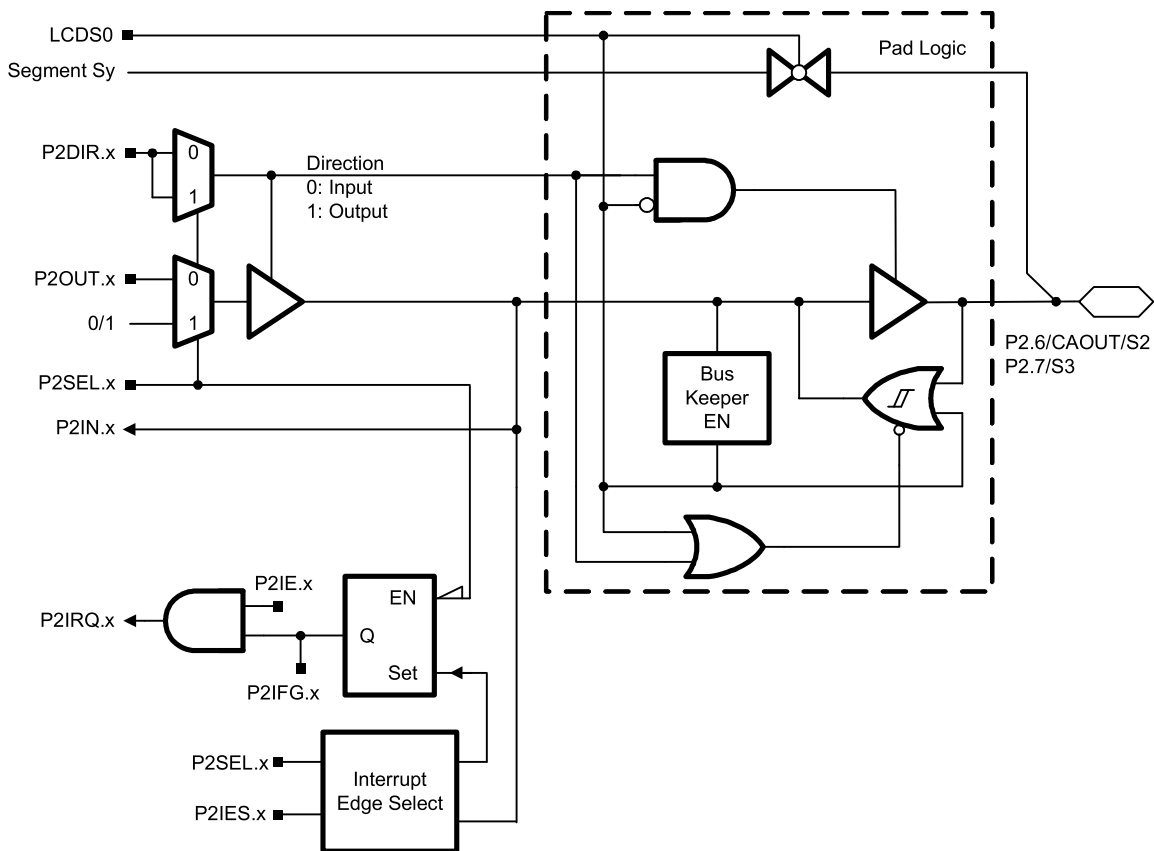 LCDS0
Pad Logic
Segment Sy
P2DIR.x
0
1
Direction
0: Input
1: Output
P2OUT.x
0
0/1
1
P2.6/CAOUT/S2
P2.7/S3
P2SEL.x
Bus
Keeper
EN
P2IN.x
P2IE.x
EN
P2IRQ.x
Q
Set
P2IFG.x
P2SEL.x
Interrupt
Edge Select
P2IES.x